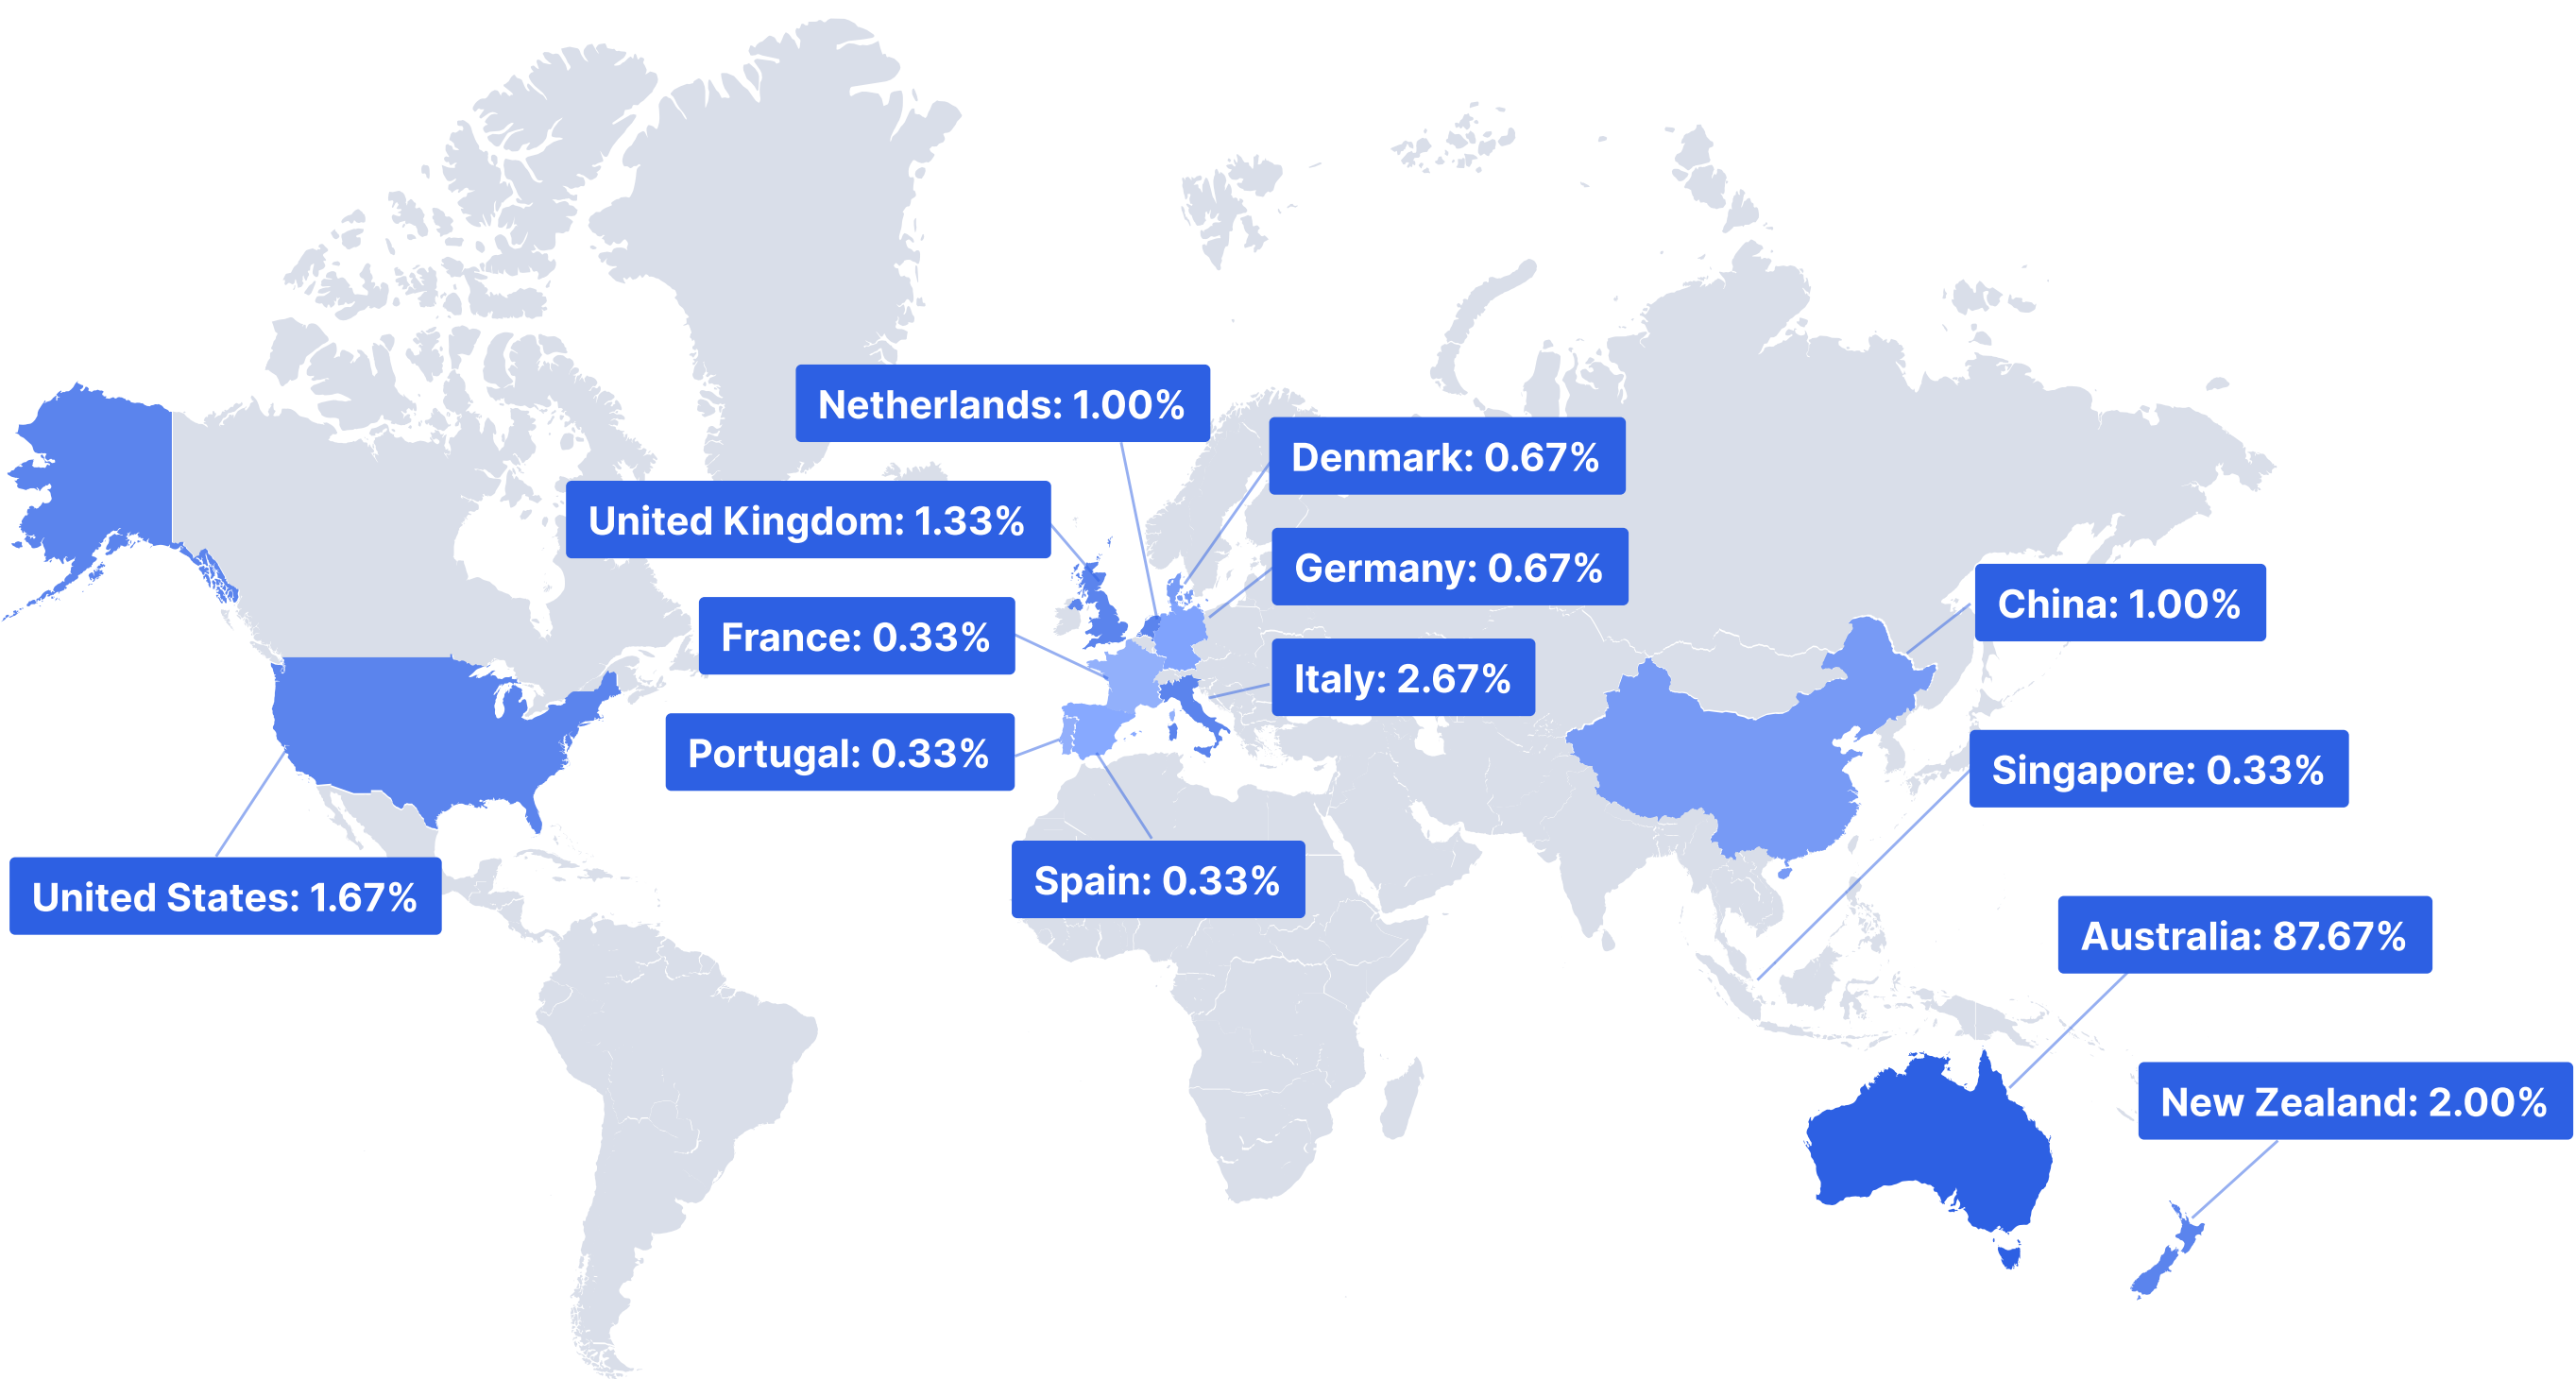 Netherlands: 1.00%
Denmark: 0.67%
United Kingdom: 1.33%
Germany: 0.67%
China: 1.00%
France: 0.33%
Italy: 2.67%
Portugal: 0.33%
Singapore: 0.33%
Spain: 0.33%
United States: 1.67%
Australia: 87.67%
New Zealand: 2.00%